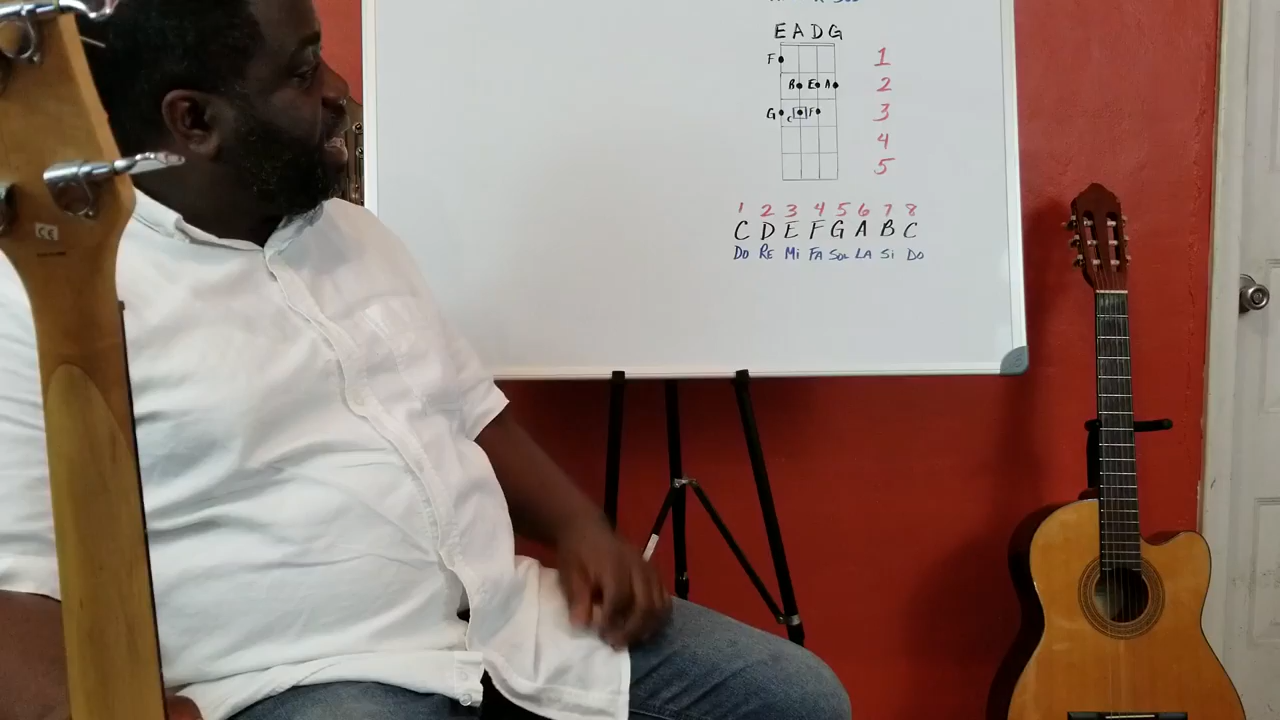 E A D G
F 1
B E A 2
G C F 3
4
5
1 2 3 4 5 6 7 8
C D E F G A B C
DO RE Mi FA SOL LA Si DO
CE